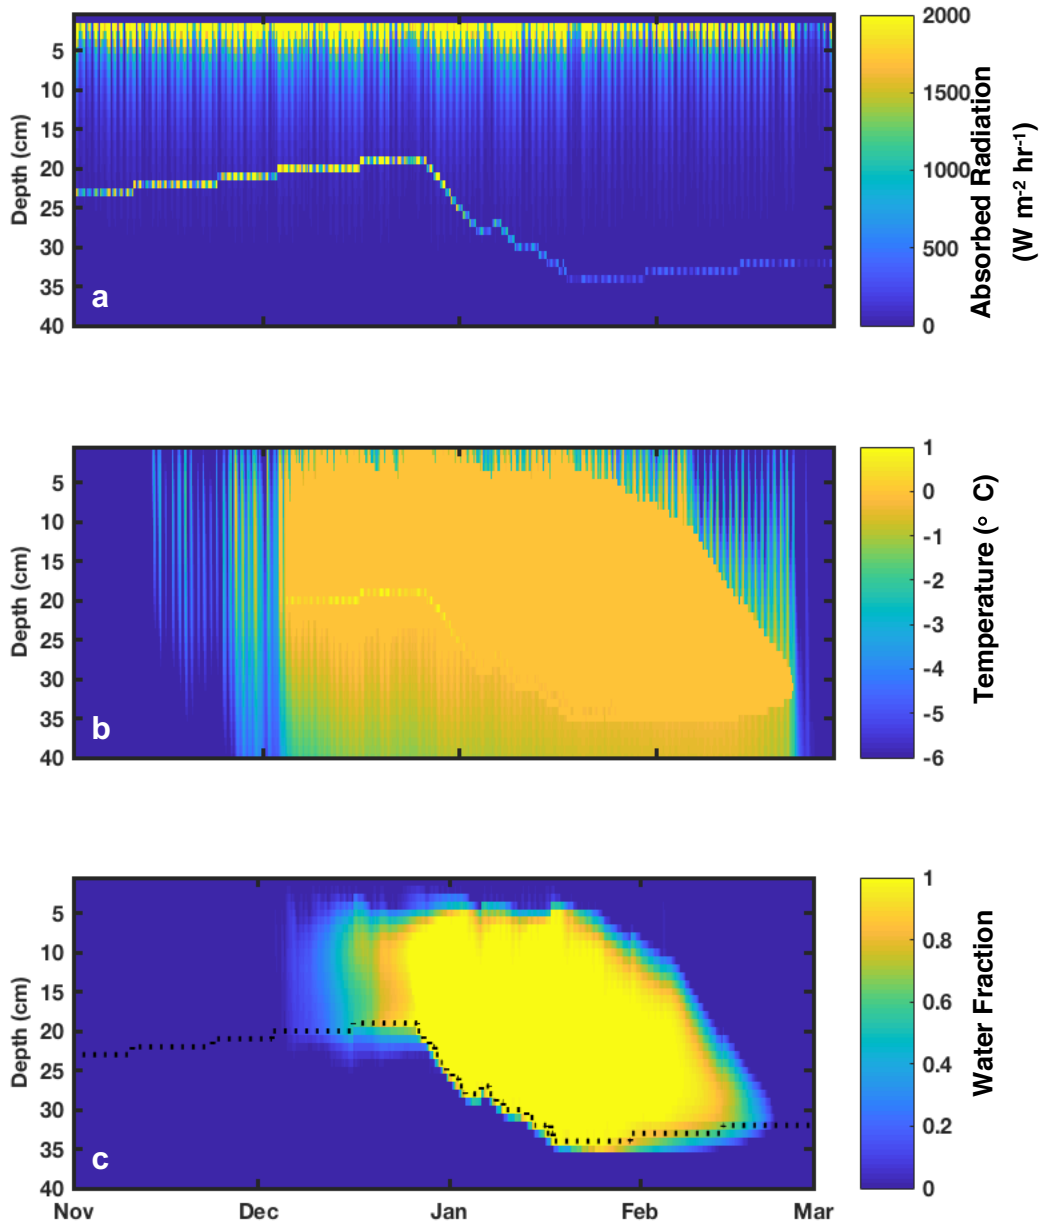 5
10
15
20
25
30
35
40
Depth (cm)
a
2000
1500
1000
500
0
Absorbed Radiation
(W m-2 hr-1)
5
10
15
20
25
30
35
40
Depth (cm)
b
1
0
-1
-2
-3
-4
-5
-6
Temperature (° C)
5
10
15
20
25
30
35
40
Depth (cm)
c
Nov
Dec
Jan
Feb
Mar
1
0.8
0.6
0.4
0.2
0
Water Fraction